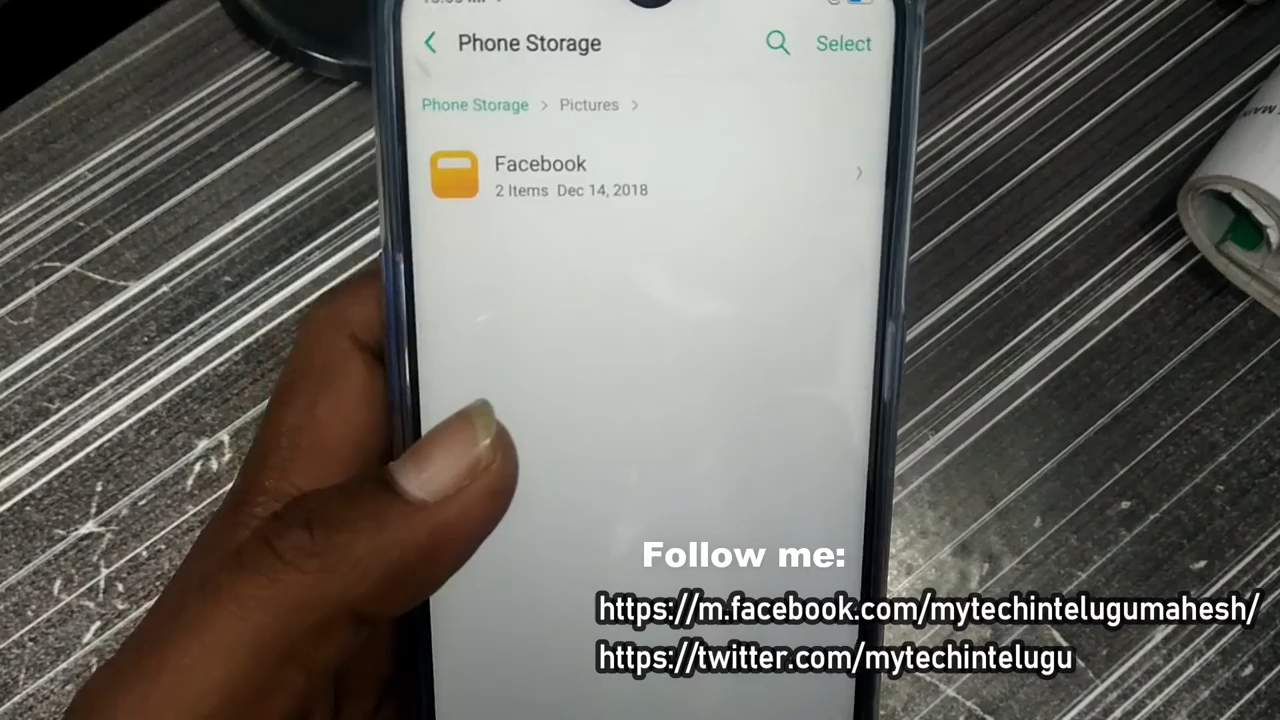 Phone Storage
Select
Phone Storage > Pictures >
Facebook
2 Items Dec 14, 2018
Follow me:
https://m.facebook.com/mytechintelugumahesh/
https://twitter.com/mytechintelugu